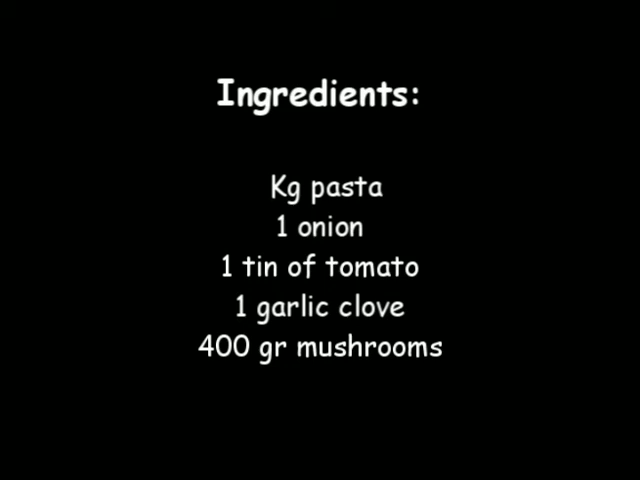 Ingredients:
Kg pasta
1 onion
1 tin of tomato
1 garlic clove
400 gr mushrooms